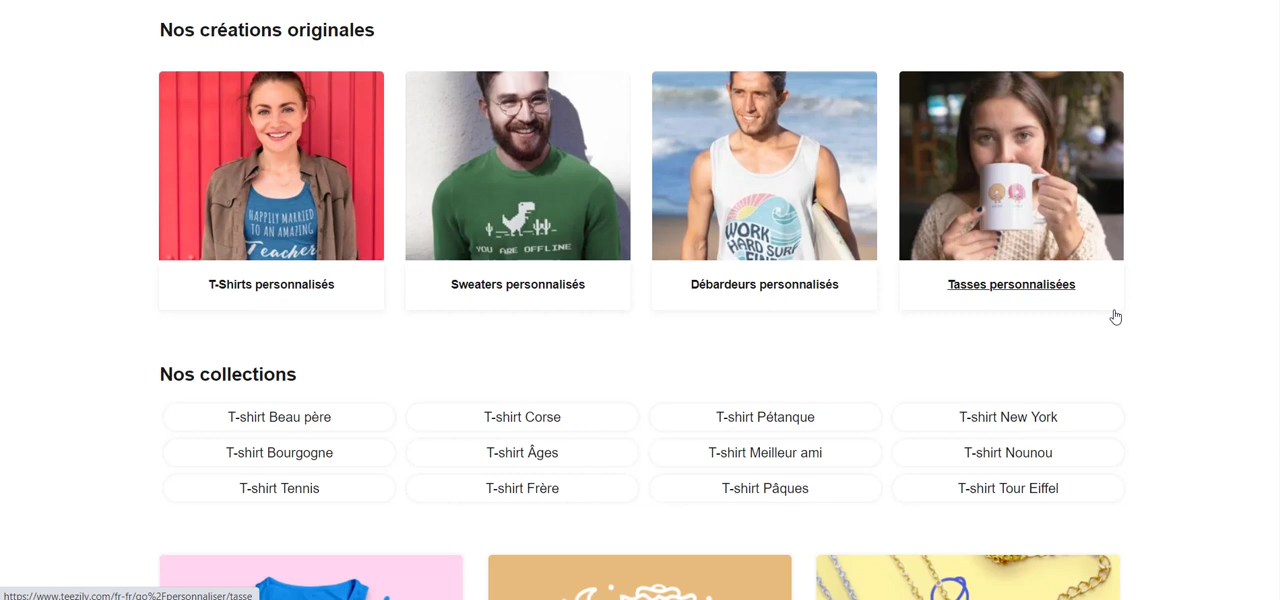 Nos créations originales
HAPPILY MARRIED
TO AN AMAZING
Teacher
YOU ARE OFFLINE
WORK
HARD SURF
T-Shirts personnalisés
Sweaters personnalisés
Débardeurs personnalisés
Tasses personnalisées
Nos collections
T-shirt Beau père
T-shirt Corse
T-shirt Pétanque
T-shirt New York
T-shirt Bourgogne
T-shirt Âges
T-shirt Meilleur ami
T-shirt Nounou
T-shirt Tennis
T-shirt Frère
T-shirt Pâques
T-shirt Tour Eiffel
https://www.teezily.com/fr-fr/go%2Fpersonnaliser/tasse